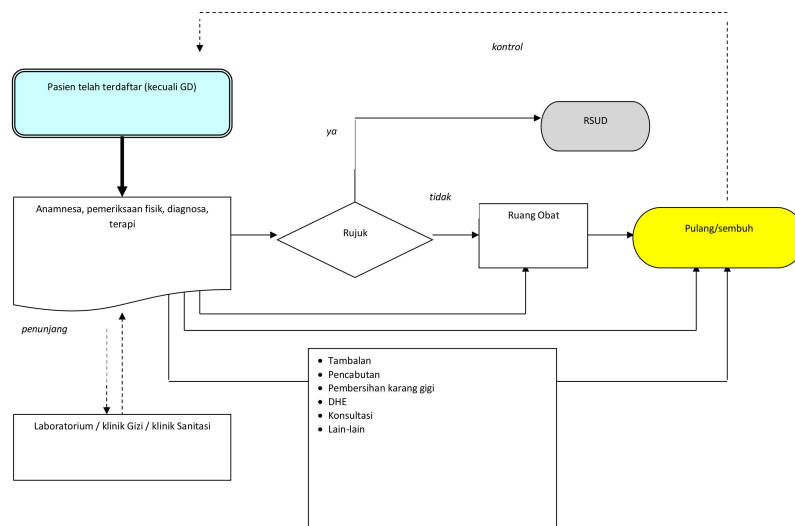 kontrol
Pasien telah terdaftar (kecuali GD)
RSUD
ya
tidak
Anamnesa, pemeriksaan fisik, diagnosa,
terapi
Rujuk
Ruang Obat
Pulang/sembuh
penunjang
• Tambalan
• Pencabutan
• Pembersihan karang gigi
• DHE
• Konsultasi
• Lain-lain
Laboratorium / klinik Gizi / klinik Sanitasi